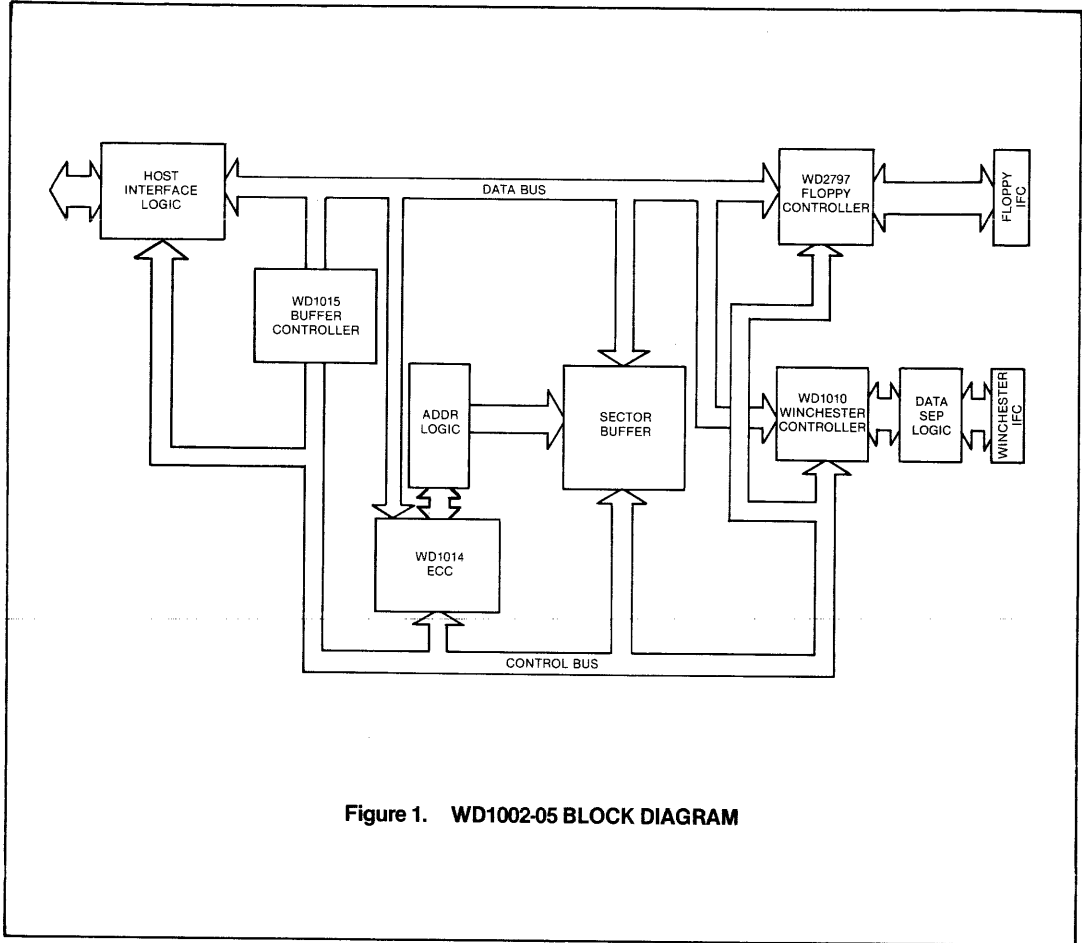 HOST
INTERFACE
LOGIC
DATA BUS
WD2797
FLOPPY
CONTROLLER
FLOPPY
IFC
WD1015
BUFFER
CONTROLLER
ADDR
LOGIC
SECTOR
BUFFER
WD1010
WINCHESTER
CONTROLLER
DATA
SEP
LOGIC
WINCHESTER
IFC
WD1014
ECC
CONTROL BUS
Figure 1. WD1002-05 BLOCK DIAGRAM